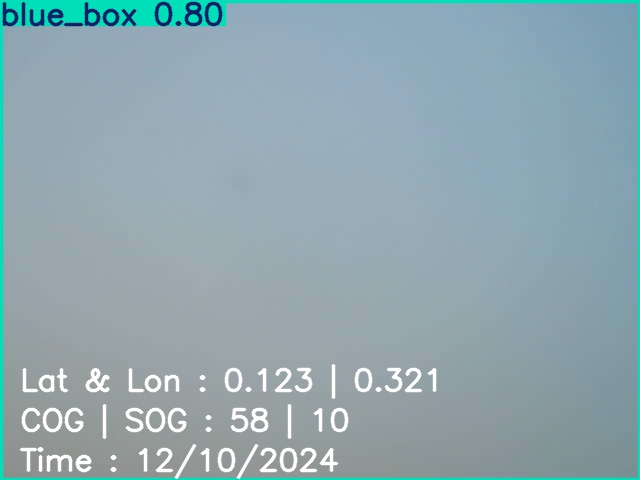 blue_box 0.80
Lat & Lon : 0.123 | 0.321
COG | SOG : 58 | 10
Time : 12/10/2024